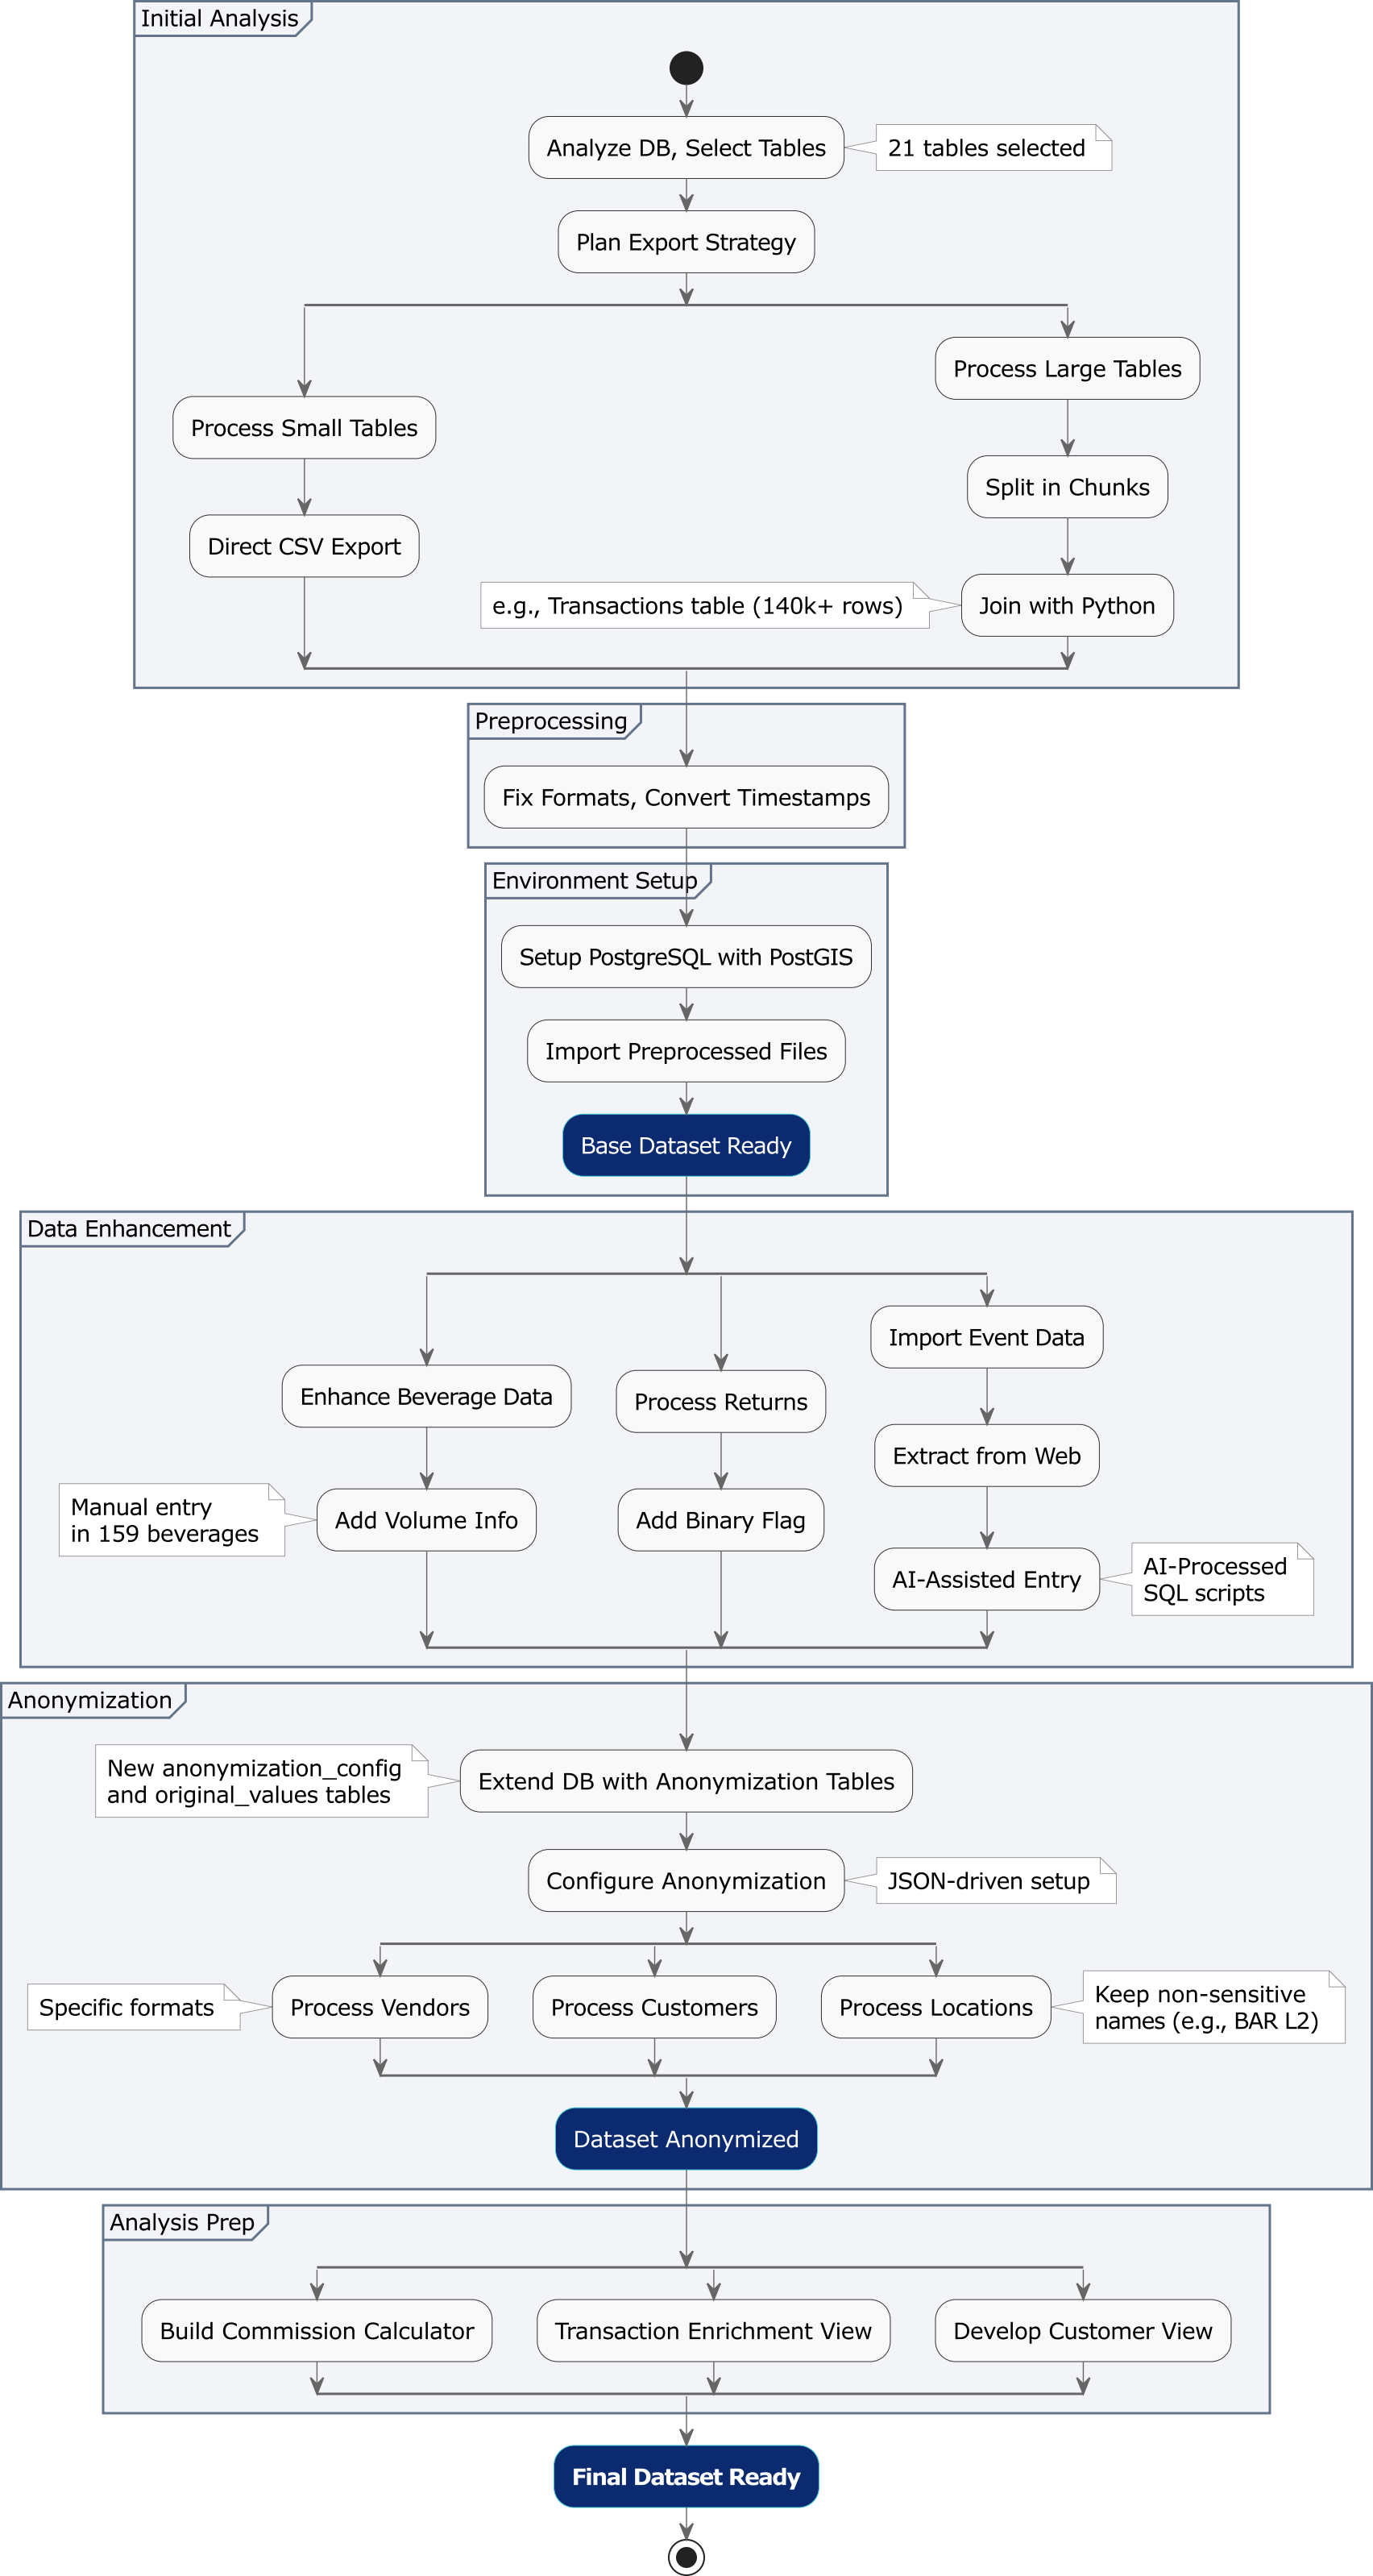 Initial Analysis
Analyze DB, Select Tables
21 tables selected
Plan Export Strategy
Process Large Tables
Process Small Tables
Split in Chunks
Direct CSV Export
e.g., Transactions table (140k+ rows)
Join with Python
Preprocessing
Fix Formats, Convert Timestamps
Environment Setup
Setup PostgreSQL with PostGIS
Import Preprocessed Files
Base Dataset Ready
Data Enhancement
Import Event Data
Enhance Beverage Data
Process Returns
Extract from Web
Manual entry
in 159 beverages
Add Volume Info
Add Binary Flag
AI-Assisted Entry
AI-Processed
SQL scripts
Anonymization
New anonymization_config
and original_values tables
Extend DB with Anonymization Tables
Configure Anonymization
JSON-driven setup
Specific formats
Process Vendors
Process Customers
Process Locations
Keep non-sensitive
names (e.g., BAR L2)
Dataset Anonymized
Analysis Prep
Build Commission Calculator
Transaction Enrichment View
Develop Customer View
Final Dataset Ready